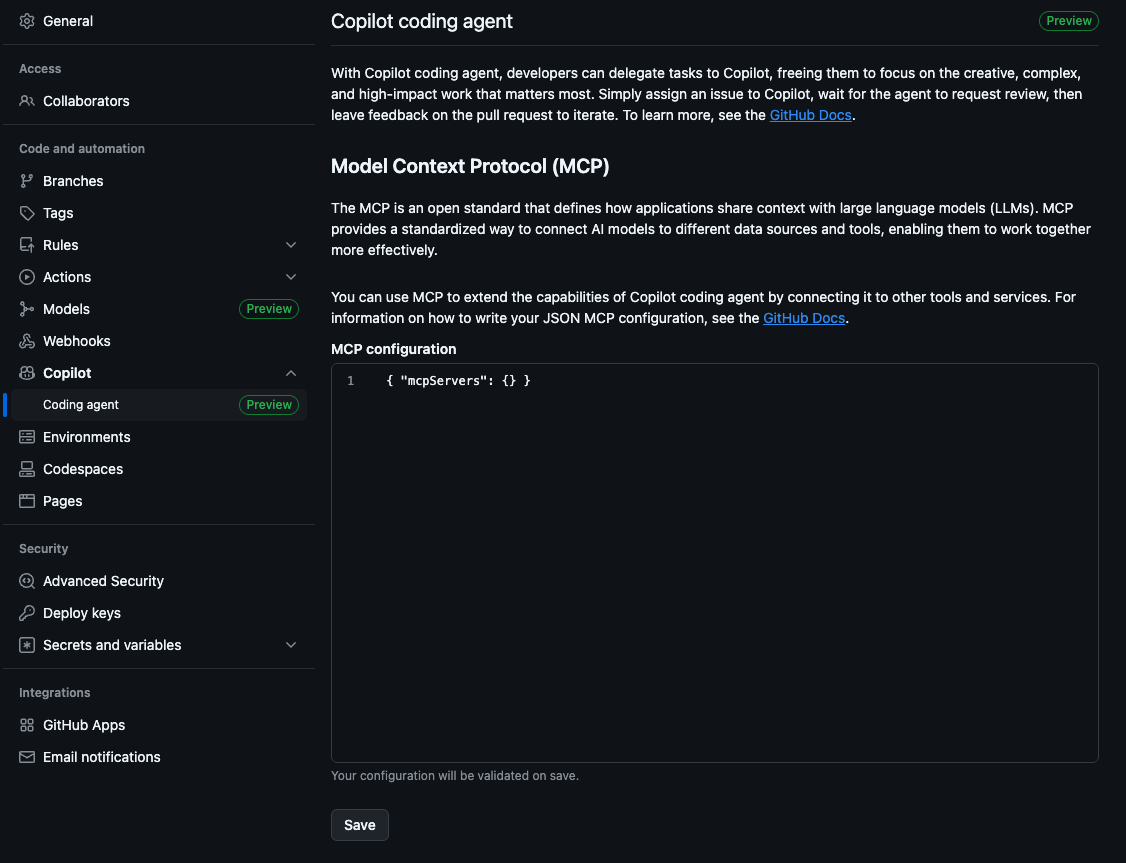 General
Access
Collaborators
Code and automation
Branches
Tags
Rules
Actions
Models Preview
Webhooks
Copilot
Coding agent Preview
Environments
Codespaces
Pages
Security
Advanced Security
Deploy keys
Secrets and variables
Integrations
GitHub Apps
Email notifications
Copilot coding agent Preview
With Copilot coding agent, developers can delegate tasks to Copilot, freeing them to focus on the creative, complex,
and high-impact work that matters most. Simply assign an issue to Copilot, wait for the agent to request review, then
leave feedback on the pull request to iterate. To learn more, see the GitHub Docs.
Model Context Protocol (MCP)
The MCP is an open standard that defines how applications share context with large language models (LLMs). MCP
provides a standardized way to connect AI models to different data sources and tools, enabling them to work together
more effectively.
You can use MCP to extend the capabilities of Copilot coding agent by connecting it to other tools and services. For
information on how to write your JSON MCP configuration, see the GitHub Docs.
MCP configuration
1 { "mcpServers": {} }
Your configuration will be validated on save.
Save